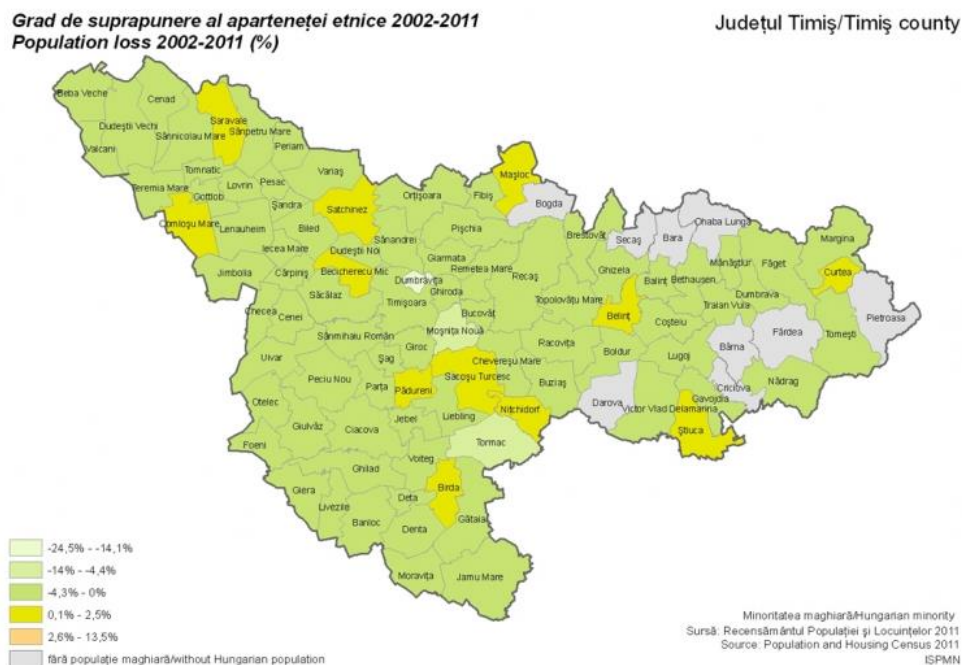 Grad de suprapunere al aparteneței etnice 2002-2011
Population loss 2002-2011 (%)
Județul Timiș/Timiș county
Beba Veche
Cenad
Saravale
Dudeștii Vechi
Sânnicolau Mare
Sânpetru Mare
Valcani
Periam
Tomnatic
Variaș
Mașloc
Teremia Mare
Gottlob
Lovrin
Pesac
Orțișoara
Fibiș
Bogda
Șandra
Satchinez
Comloșu Mare
Lenauheim
Biled
Pișchia
Brestovăț
Secaș
Bara
Ohaba Lungă
Margina
Sânandrei
Iecea Mare
Dudeștii Noi
Giarmata
Mănăștiur
Făget
Jimbolia
Cărpiniș
Becicherecu Mic
Remetea Mare
Recaș
Ghizela
Balinț
Bethausen
Curtea
Dumbrăvița
Ghiroda
Săcălaz
Timișoara
Topolovățu Mare
Dumbrava
Traian Vuia
Pietroasa
Checea
Cenei
Bucovăț
Belinț
Coșteiu
Moșnița Nouă
Fârdea
Tomești
Sânmihaiu Român
Giroc
Racovița
Bârna
Uivar
Șag
Chevereșu Mare
Boldur
Lugoj
Peciu Nou
Parța
Pădureni
Sacoșu Turcesc
Buziaș
Nădrag
Criciova
Otelec
Darova
Gavojdia
Nițchidorf
Victor Vlad Delamarina
Giulvăz
Ciacova
Jebel
Liebling
Știuca
Foeni
Tormac
Voiteg
Ghilad
Birda
Giera
Deta
Livezile
Banloc
Denta
Gătaia
Moravița
Jamu Mare
-24,5% - -14,1%
-14% - -4,4%
-4,3% - 0%
0,1% - 2,5%
2,6% - 13,5%
fără populație maghiară/without Hungarian population
Minoritatea maghiară/Hungarian minority
Sursă: Recensământul Populației și Locuințelor 2011
Source: Population and Housing Census 2011
ISPMN